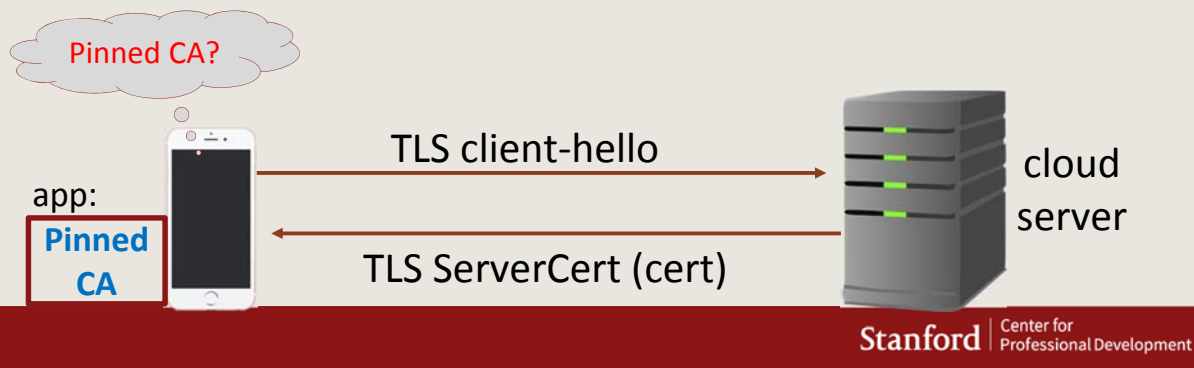 Pinned CA?
TLS client-hello
cloud
server
app:
Pinned
CA
TLS ServerCert (cert)
Stanford
Center for
Professional Development